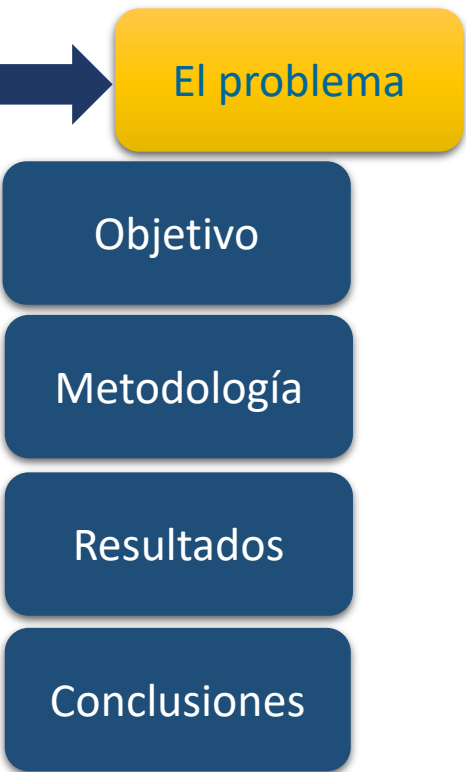 El problema
Objetivo
Metodología
Resultados
Conclusiones